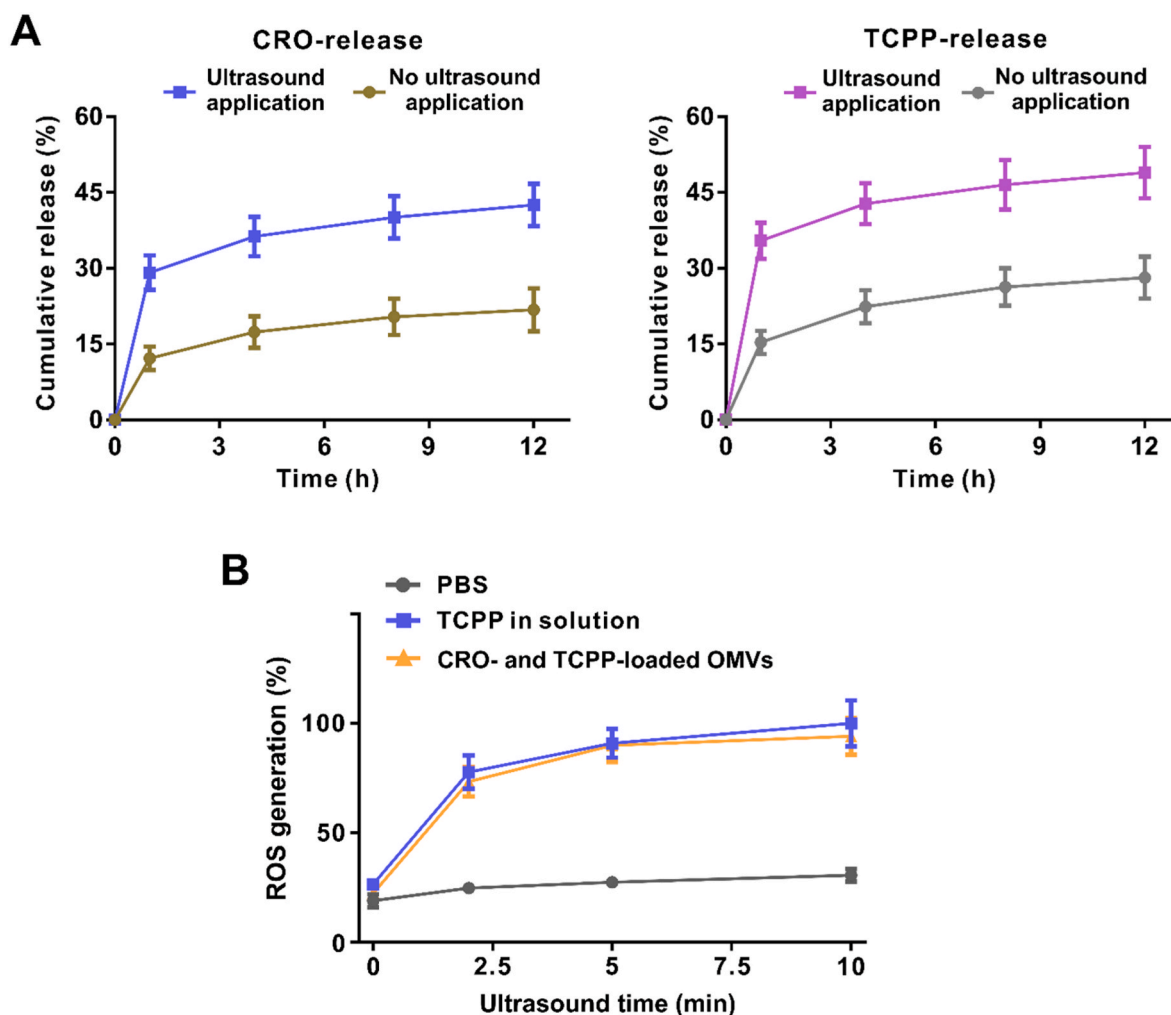 A
CRO-release
Ultrasound application
No ultrasound application
Cumulative release (%)
60
45
30
15
0
0 3 6 9 12
Time (h)
TCPP-release
Ultrasound application
No ultrasound application
Cumulative release (%)
60
45
30
15
0
0 3 6 9 12
Time (h)
B
PBS
TCPP in solution
CRO- and TCPP-loaded OMVs
ROS generation (%)
100
50
0
0 2.5 5 7.5 10
Ultrasound time (min)